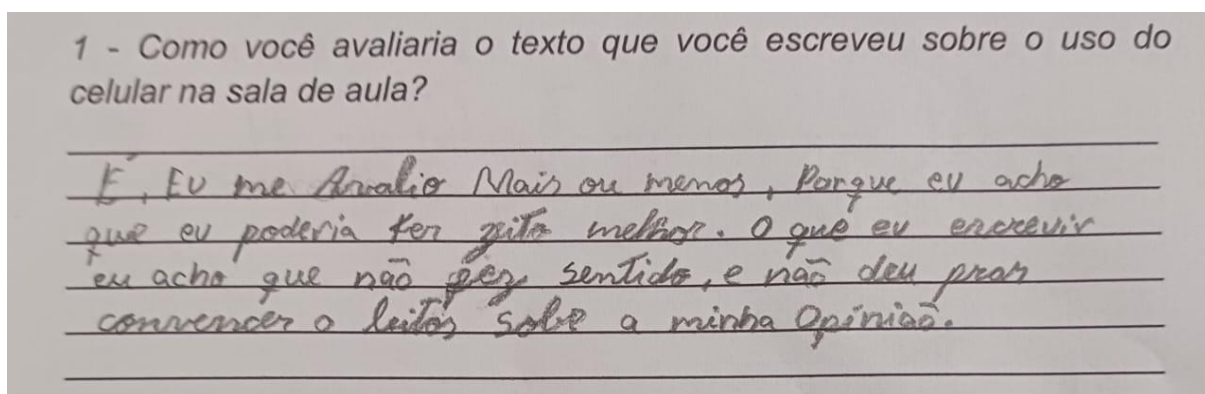 1 - Como você avaliaria o texto que você escreveu sobre o uso do
celular na sala de aula?
É, Eu me Avalio Mais ou menos, Porque eu acho
que eu poderia ter feito melhor. O que eu escrevir
eu acho que não fez sentido, e não deu prar
convencer o leitor sobe a minha Opinião.